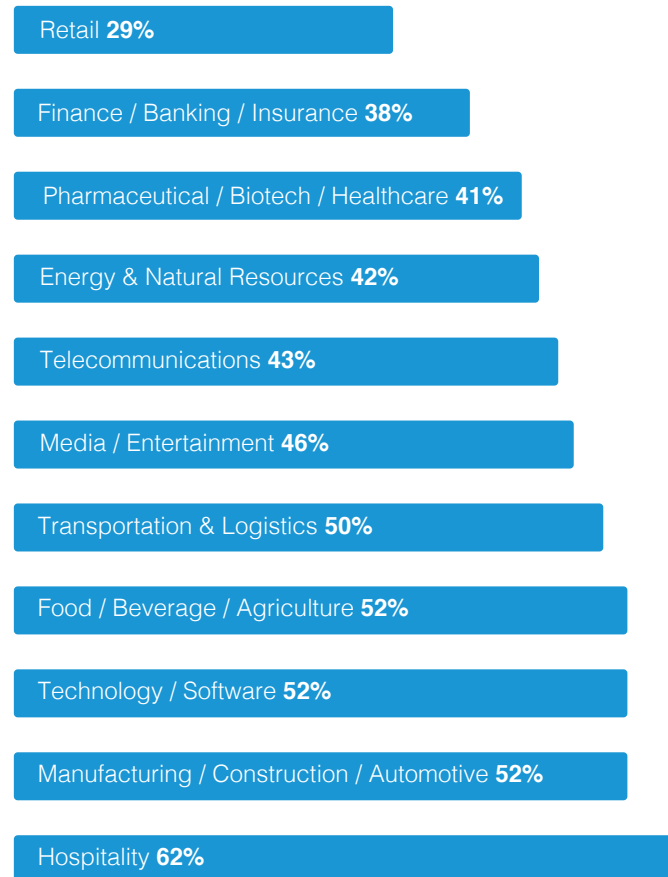 Retail 29%
Finance / Banking / Insurance 38%
Pharmaceutical / Biotech / Healthcare 41%
Energy & Natural Resources 42%
Telecommunications 43%
Media / Entertainment 46%
Transportation & Logistics 50%
Food / Beverage / Agriculture 52%
Technology / Software 52%
Manufacturing / Construction / Automotive 52%
Hospitality 62%